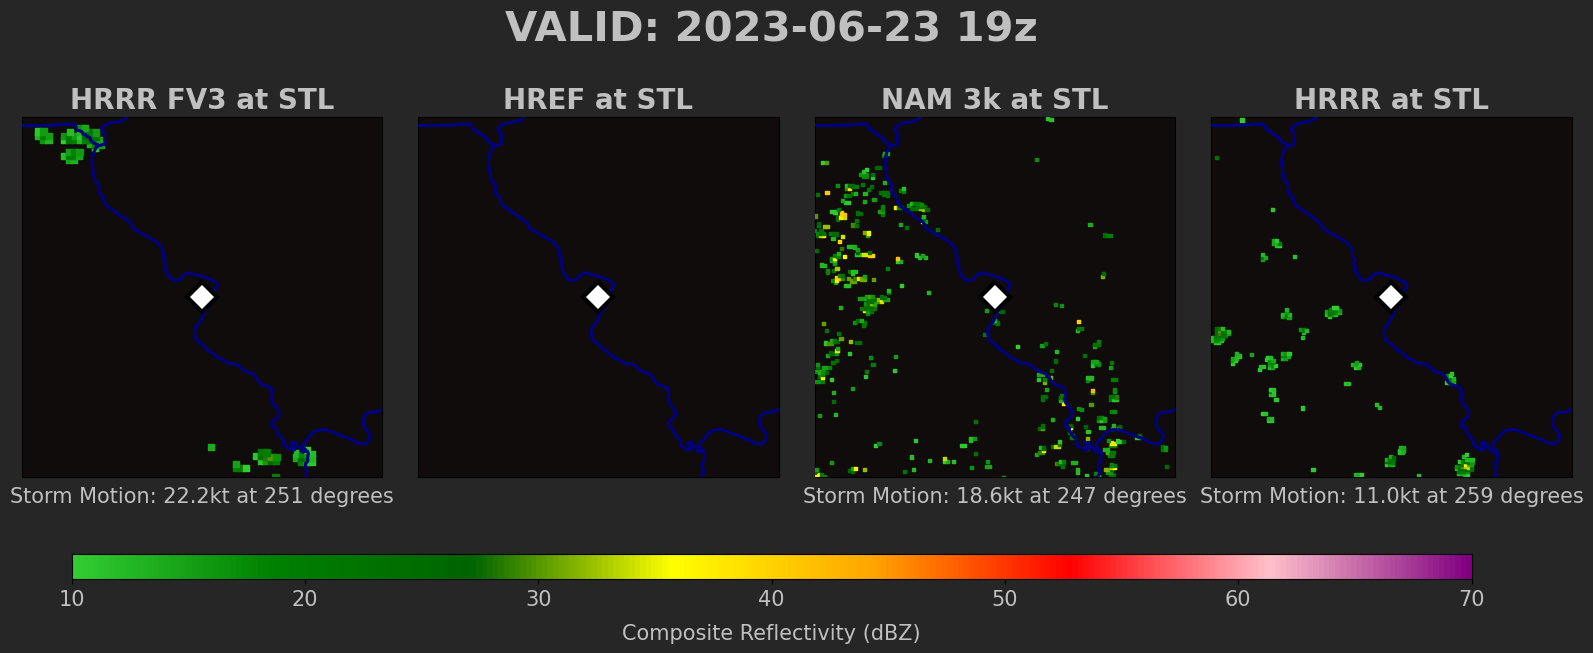 VALID: 2023-06-23 19z
HRRR FV3 at STL
HREF at STL
NAM 3k at STL
HRRR at STL
Storm Motion: 22.2kt at 251 degrees
Storm Motion: 18.6kt at 247 degrees
Storm Motion: 11.0kt at 259 degrees
10 20 30 40 50 60 70
Composite Reflectivity (dBZ)